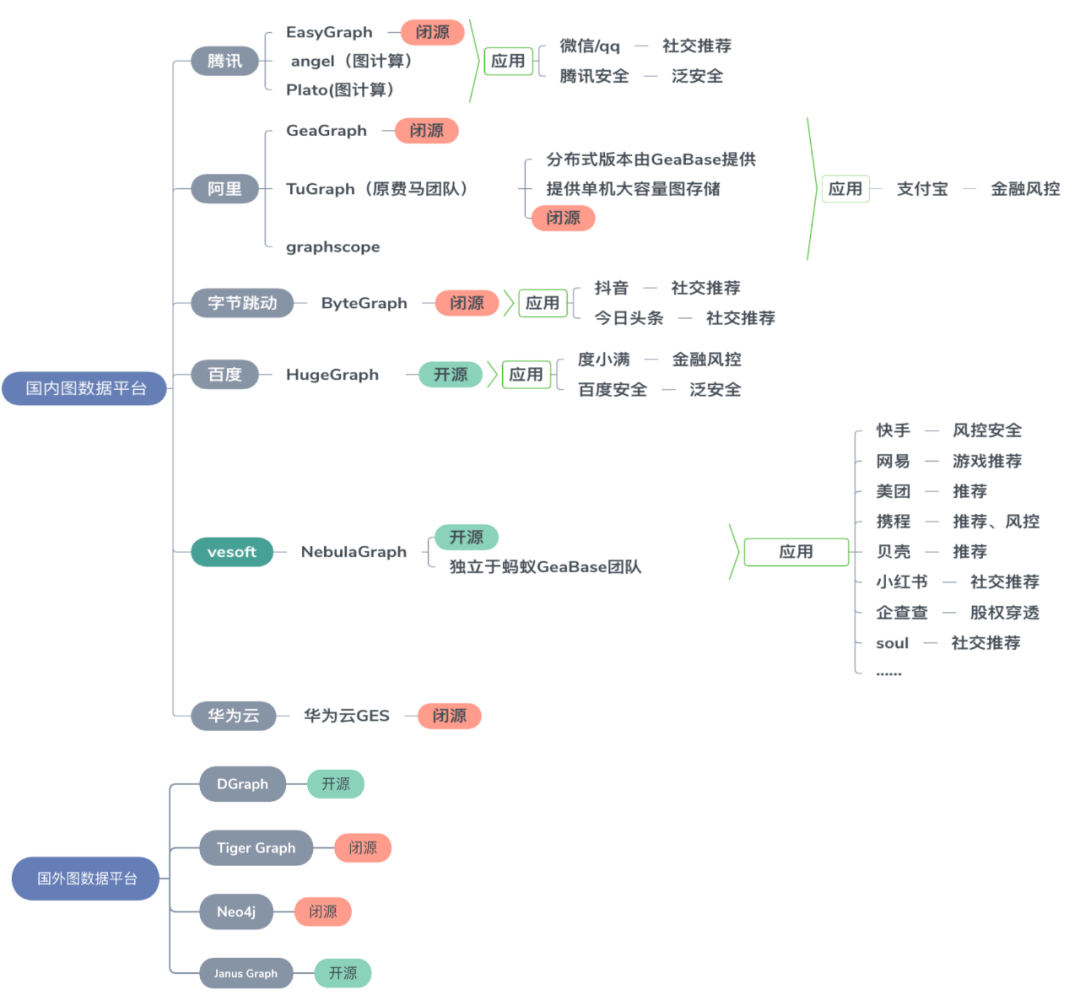 国内图数据平台
腾讯
EasyGraph
闭源
angel（图计算）
Plato(图计算）
应用
微信/qq
社交推荐
腾讯安全
泛安全
阿里
GeaGraph
闭源
TuGraph（原费马团队）
分布式版本由GeaBase提供
提供单机大容量图存储
闭源
graphscope
应用
支付宝
金融风控
字节跳动
ByteGraph
闭源
应用
抖音
社交推荐
今日头条
社交推荐
百度
HugeGraph
开源
应用
度小满
金融风控
百度安全
泛安全
vesoft
NebulaGraph
开源
独立于蚂蚁GeaBase团队
应用
快手
风控安全
网易
游戏推荐
美团
推荐
携程
推荐、风控
贝壳
推荐
小红书
社交推荐
企查查
股权穿透
soul
社交推荐
......
华为云
华为云GES
闭源
国外图数据平台
DGraph
开源
Tiger Graph
闭源
Neo4j
闭源
Janus Graph
开源